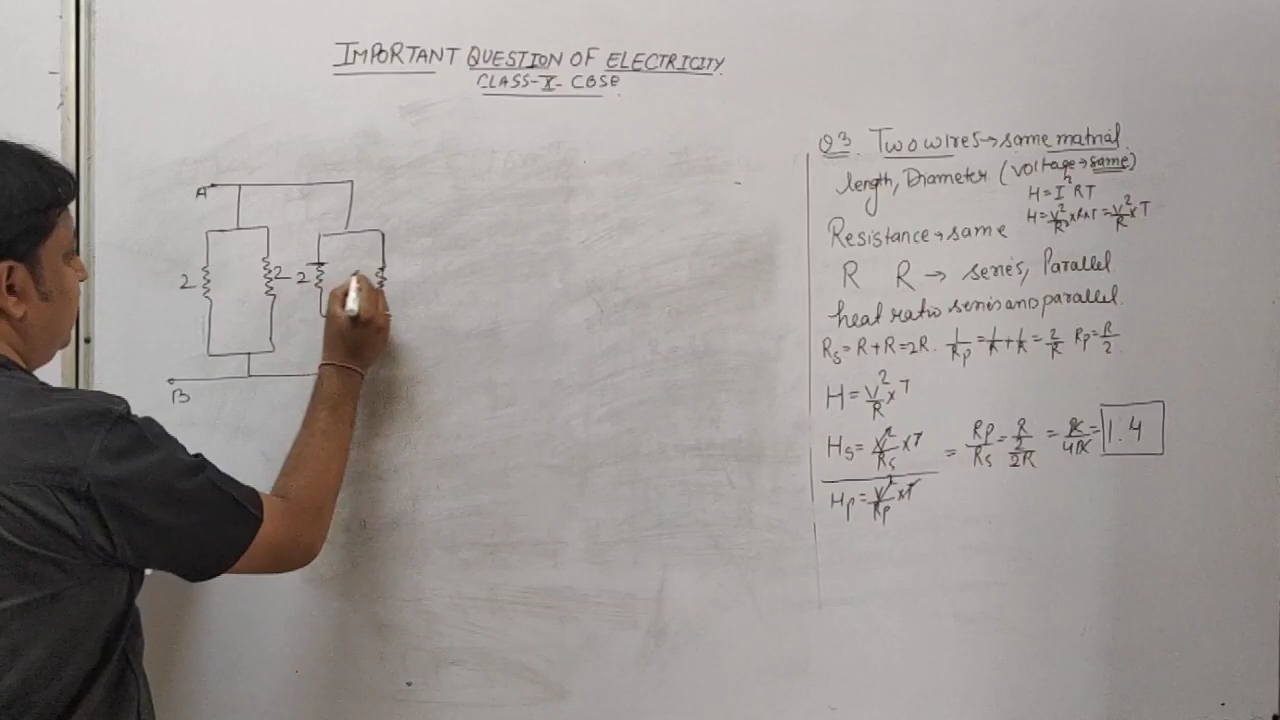 IMPORTANT QUESTION OF ELECTRICITY
CLASS-X-CBSE
A
2
2
2
B
Q3. Two wires→same matrial
length, Diameter (voltage→same)
H=I²RT
H=V²/R²×R×T=V²/R×T
Resistance→same
R R → series, Parallel
heat ratio series and parallel.
Rs=R+R=2R. 1/Rp=1/R+1/R=2/R Rp=R/2.
H=V²/R×T
Hs=V²/Rs×T = Rp/Rs=R/2/2R = R/4R=1:4
Hp=V²/Rp×T